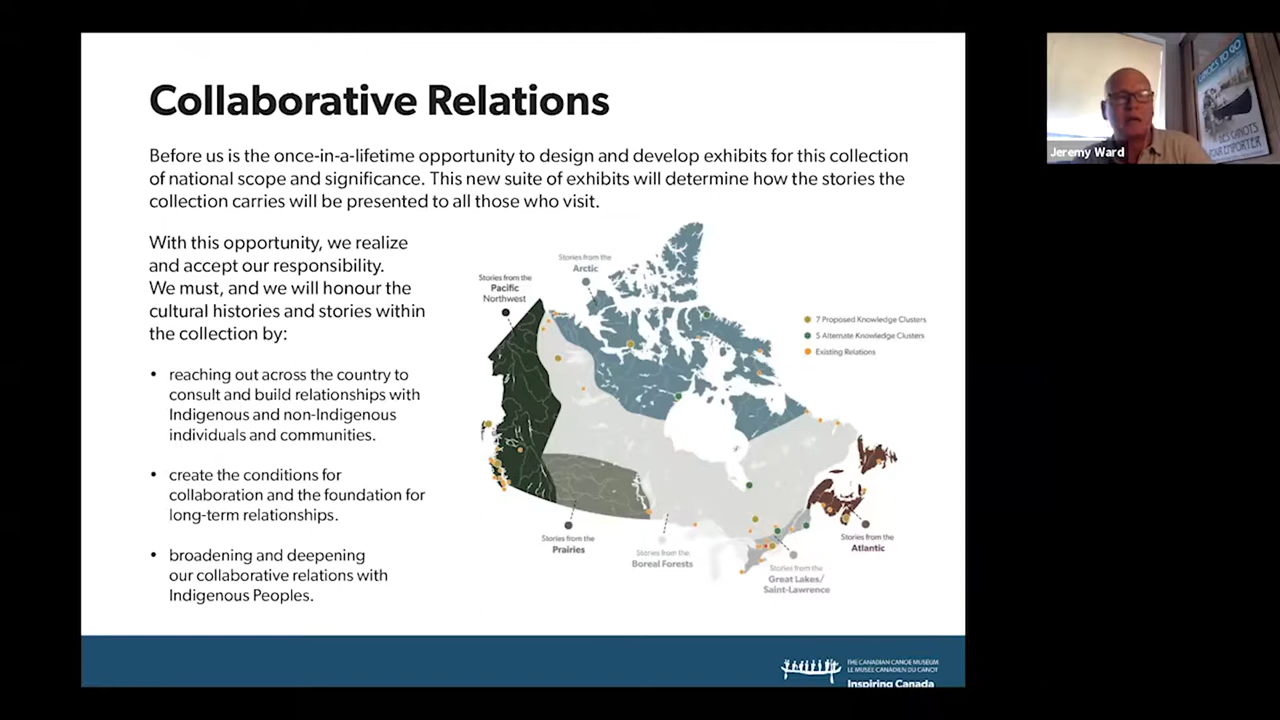 Collaborative Relations
Before us is the once-in-a-lifetime opportunity to design and develop exhibits for this collection
of national scope and significance. This new suite of exhibits will determine how the stories the
collection carries will be presented to all those who visit.
With this opportunity, we realize
and accept our responsibility.
We must, and we will honour the
cultural histories and stories within
the collection by:
• reaching out across the country to
consult and build relationships with
Indigenous and non-Indigenous
individuals and communities.
• create the conditions for
collaboration and the foundation for
long-term relationships.
• broadening and deepening
our collaborative relations with
Indigenous Peoples.
Stories from the
Arctic
Stories from the
Pacific
Northwest
7 Proposed Knowledge Clusters
5 Alternate Knowledge Clusters
Existing Relations
Stories from the
Prairies
Stories from the
Boreal Forests
Stories from the
Great Lakes/
Saint-Lawrence
Stories from the
Atlantic
THE CANADIAN CANOE MUSEUM
LE MUSÉE CANADIEN DU CANOT
Inspiring Canada
CANOES TO GO
Jeremy Ward